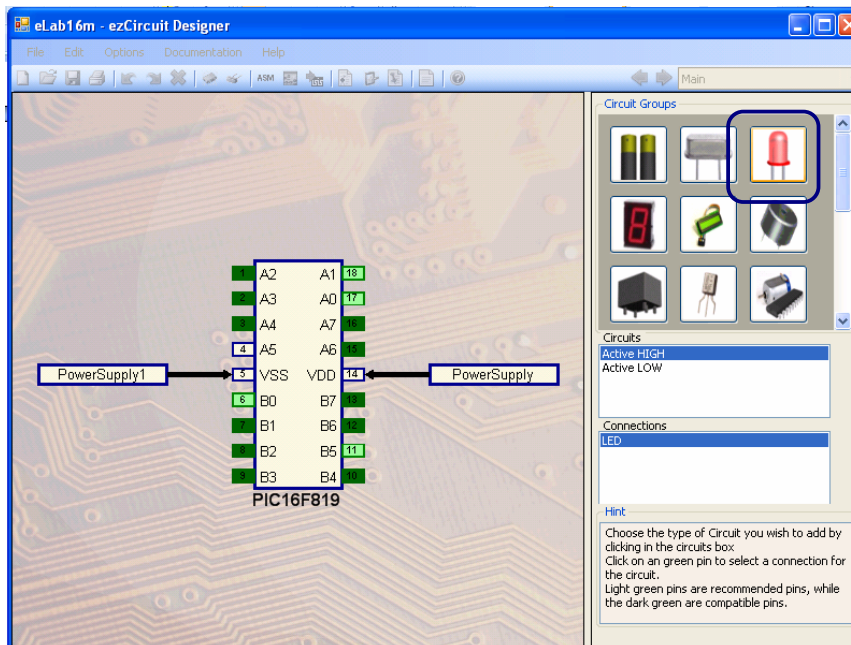 eLab16m - ezCircuit Designer
File Edit Options Documentation Help
ASM Main
Circuit Groups
1 A2 A1 18
2 A3 A0 17
3 A4 A7 16
4 A5 A6 15
PowerSupply1 5 VSS VDD 14 PowerSupply
6 B0 B7 13
7 B1 B6 12
8 B2 B5 11
9 B3 B4 10
PIC16F819
Circuits
Active HIGH
Active LOW
Connections
LED
Hint
Choose the type of Circuit you wish to add by
clicking in the circuits box
Click on an green pin to select a connection for
the circuit.
Light green pins are recommended pins, while
the dark green are compatible pins.